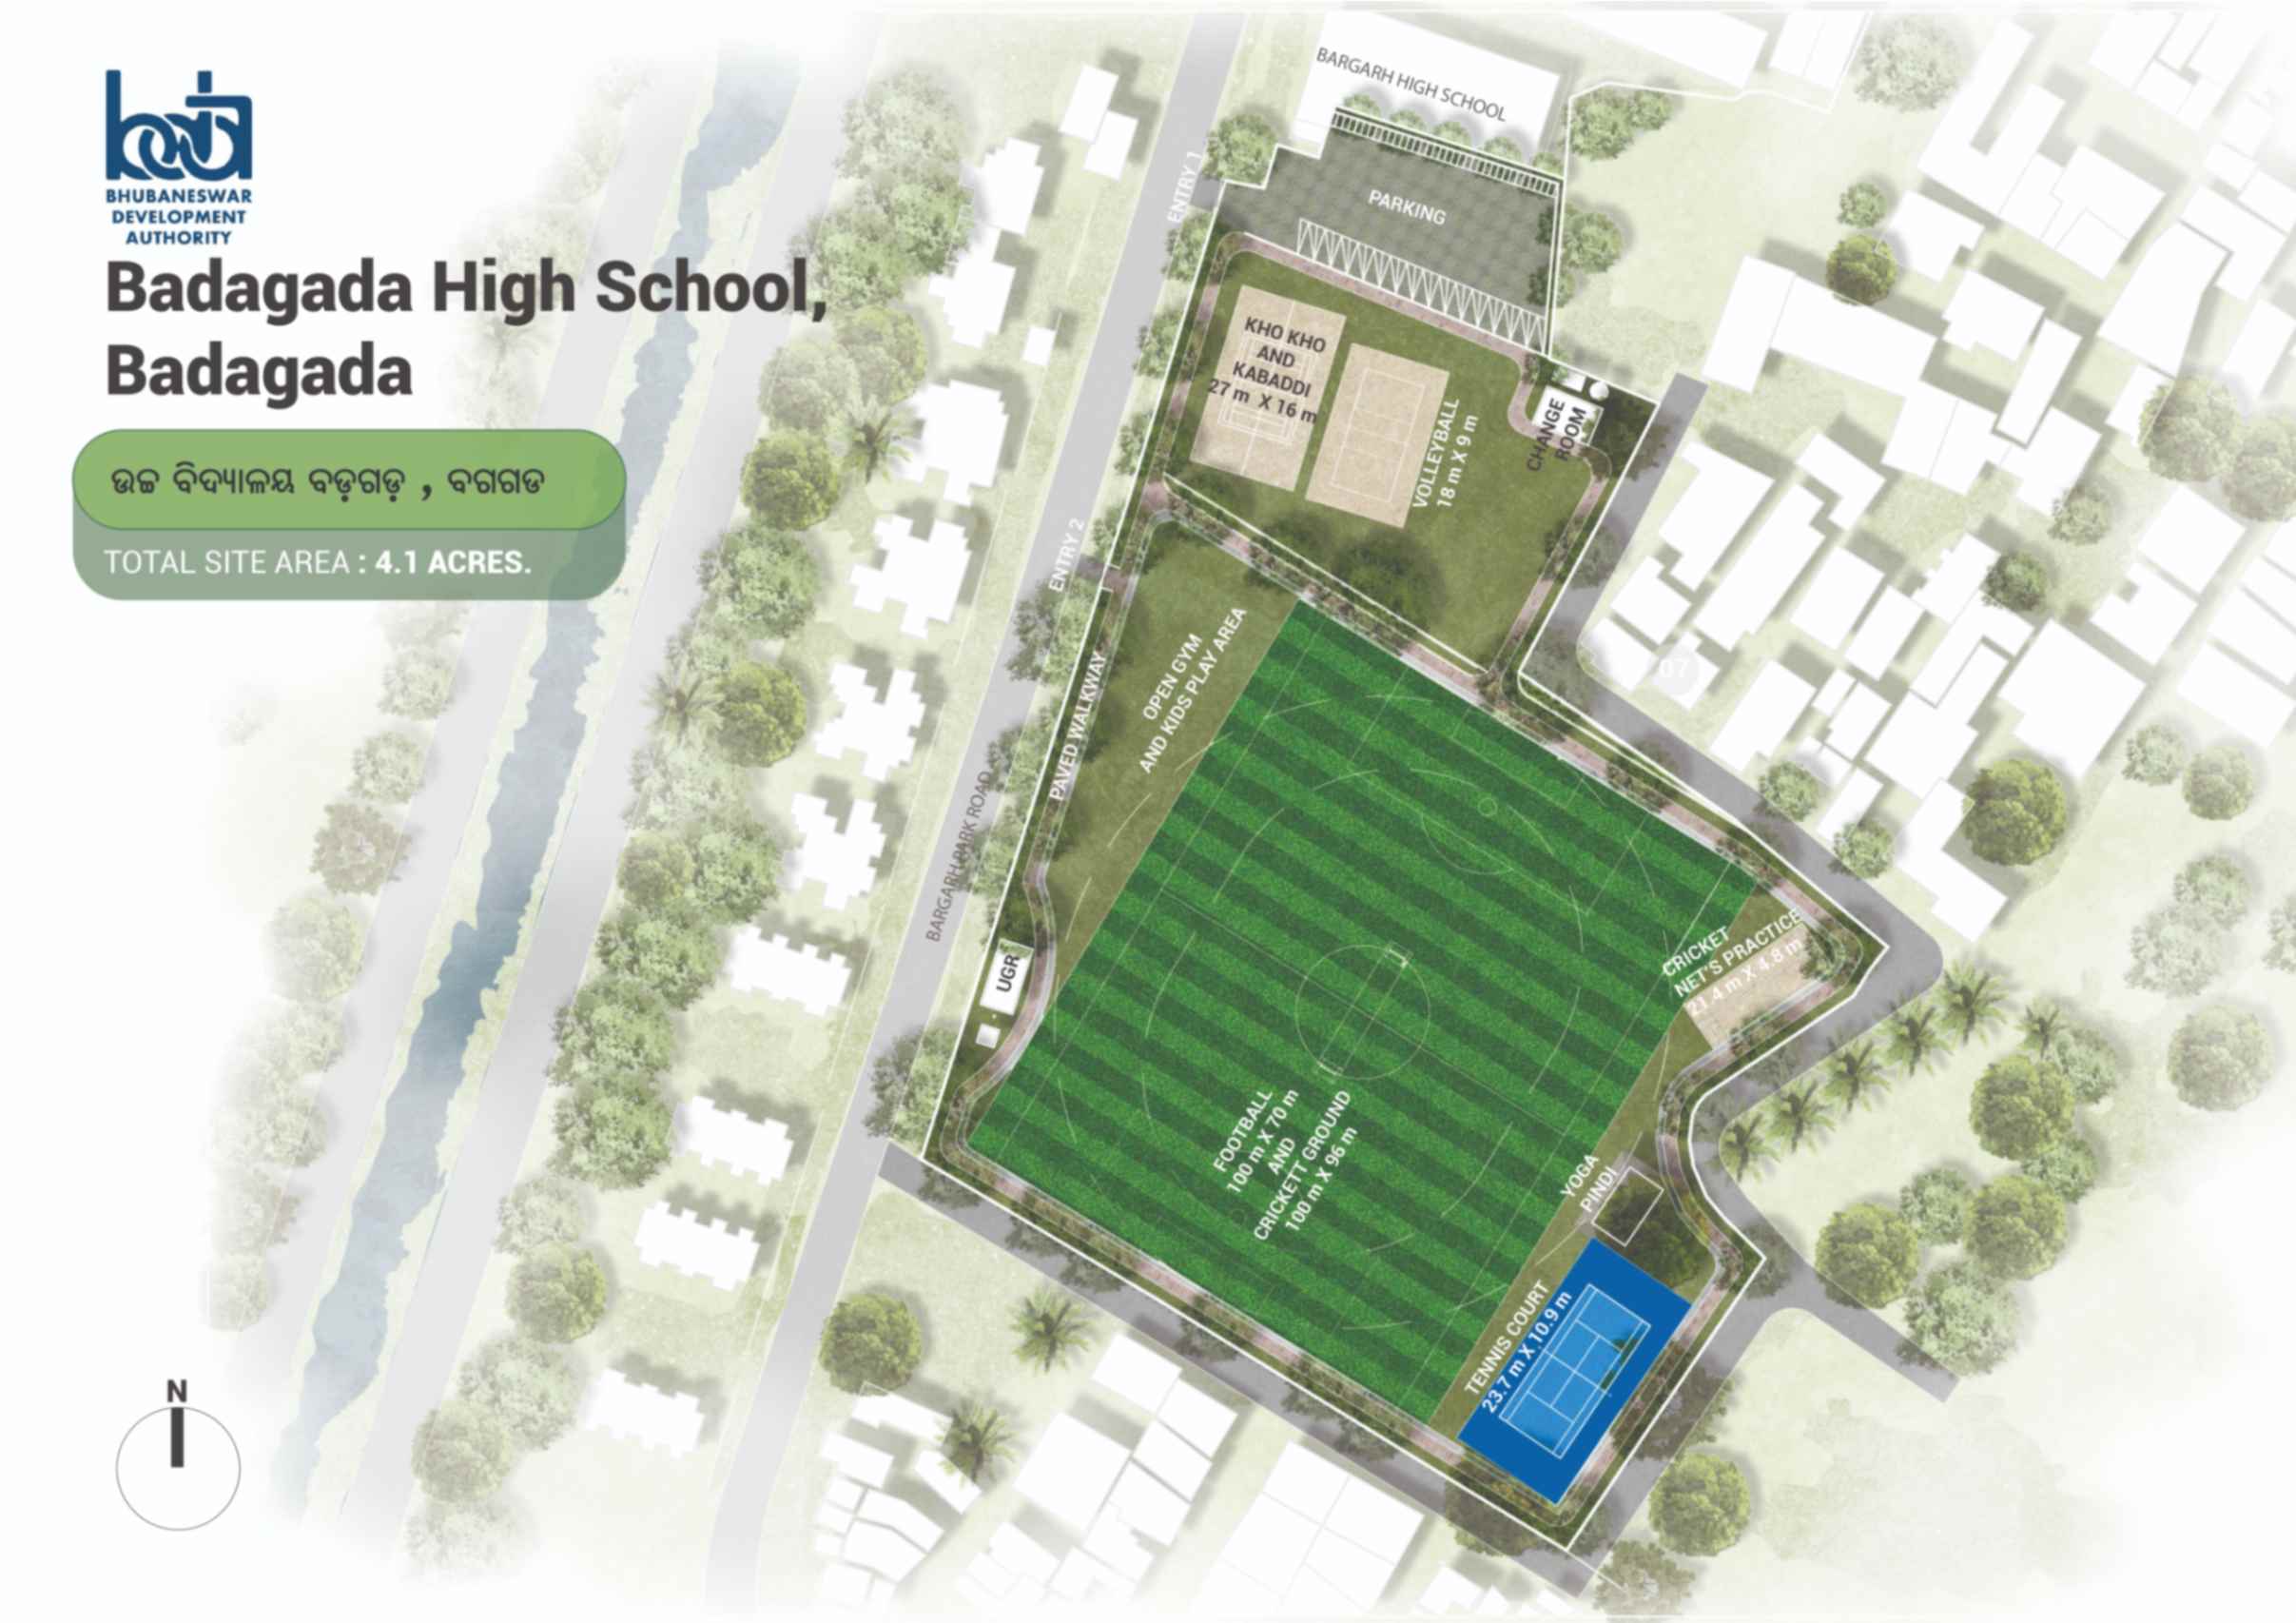 BHUBANESWAR
DEVELOPMENT
AUTHORITY
Badagada High School,
Badagada
ଉଚ୍ଚ ବିଦ୍ୟାଳୟ ବଡ଼ଗଡ଼ , ବଗଗଡ
TOTAL SITE AREA : 4.1 ACRES.
BARGARH HIGH SCHOOL
ENTRY 1
PARKING
KHO KHO
AND
KABADDI
27 m X 16 m
VOLLEYBALL
18 m X 9 m
CHANGE
ROOM
ENTRY 2
OPEN GYM
AND KIDS PLAY AREA
PAVED WALKWAY
07
BARGARH PARK ROAD
UGR
CRICKET
NET'S PRACTICE
21.4 m X 4.8 m
FOOTBALL
100 m X 70 m
AND
CRICKETT GROUND
100 m X 96 m
YOGA
PINDI
TENNIS COURT
23.7 m X 10.9 m
N